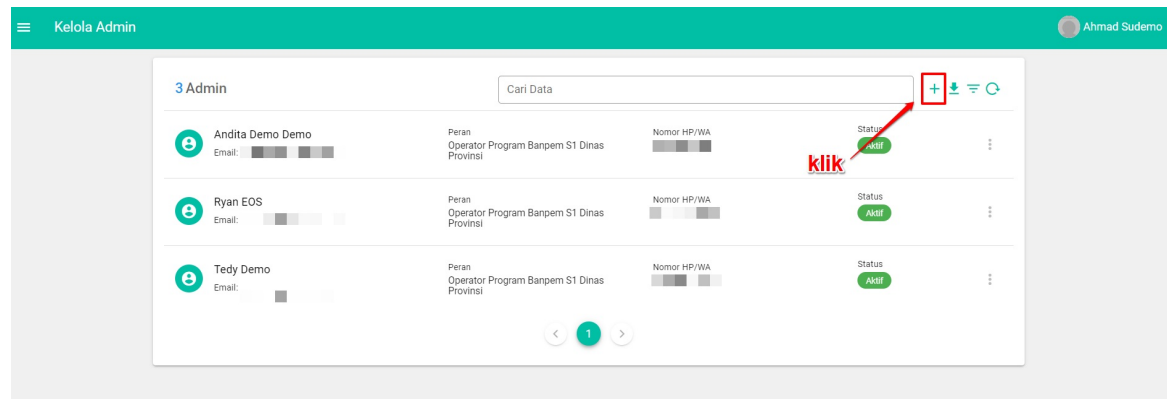 Kelola Admin
Ahmad Sudemo
3 Admin
Cari Data
klik
Andita Demo Demo
Email:
Peran
Operator Program Banpem S1 Dinas
Provinsi
Nomor HP/WA
Status
Aktif
Ryan EOS
Email:
Peran
Operator Program Banpem S1 Dinas
Provinsi
Nomor HP/WA
Status
Aktif
Tedy Demo
Email:
Peran
Operator Program Banpem S1 Dinas
Provinsi
Nomor HP/WA
Status
Aktif
1